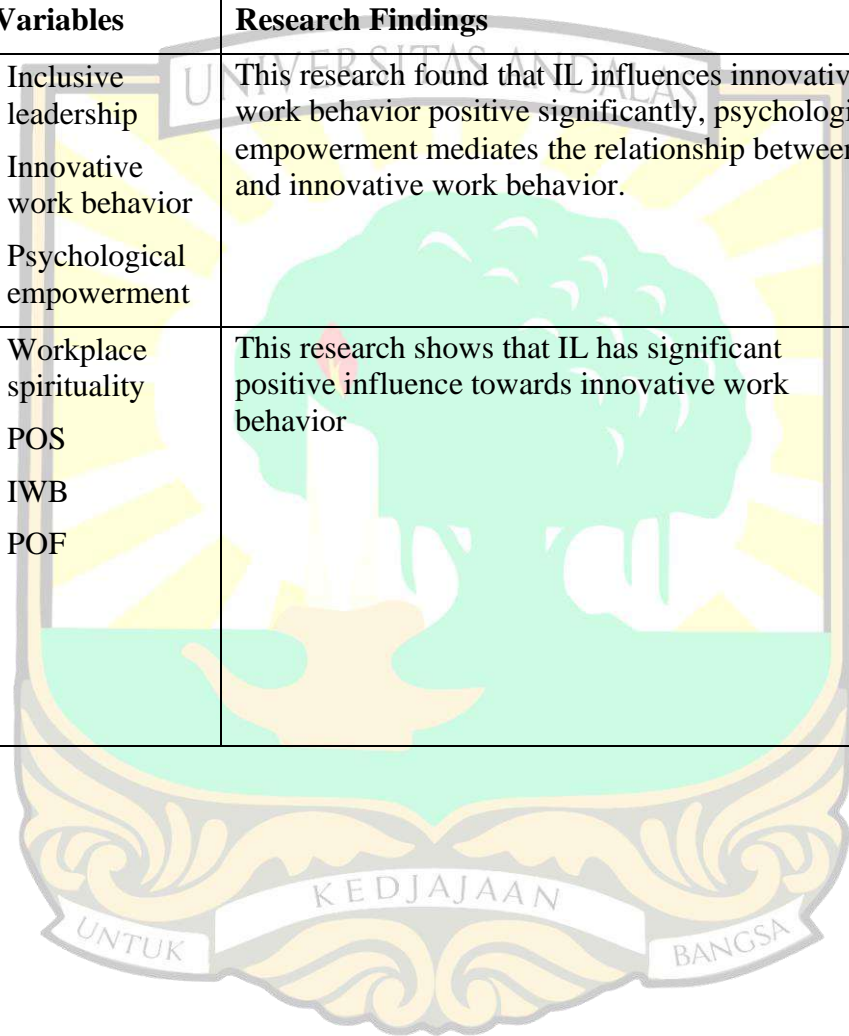 Variables Research Findings
Inclusive
leadership
Innovative
work behavior
Psychological
empowerment
This research found that IL influences innovativ
work behavior positive significantly, psychologi
empowerment mediates the relationship between
and innovative work behavior.
Workplace
spirituality
POS
IWB
POF
This research shows that IL has significant
positive influence towards innovative work
behavior
UNIVERSITAS ANDALAS
UNTUK KEDJAJAAN BANGSA